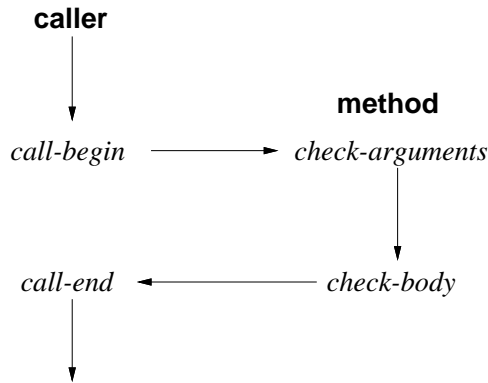 caller
method
call-begin
check-arguments
call-end
check-body